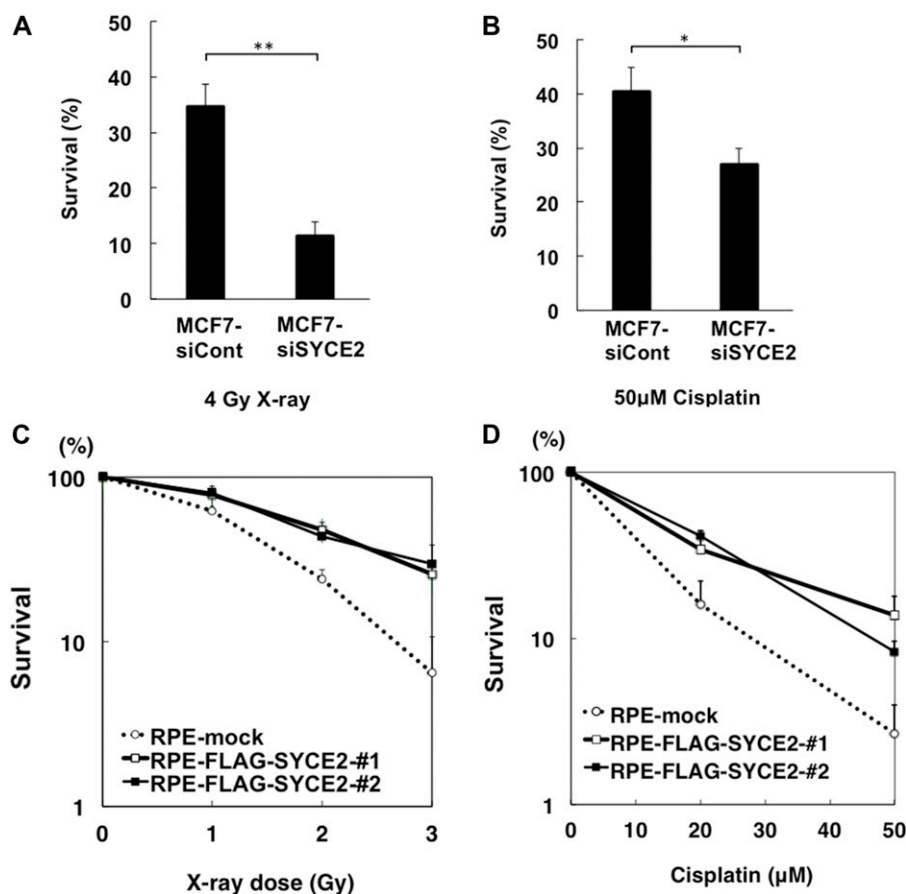 A
50
40
30
20
10
0
Survival (%)
**
MCF7-
siCont
MCF7-
siSYCE2
4 Gy X-ray
B
50
40
30
20
10
0
Survival (%)
*
MCF7-
siCont
MCF7-
siSYCE2
50μM Cisplatin
C
(%)
100
10
1
Survival
RPE-mock
RPE-FLAG-SYCE2-#1
RPE-FLAG-SYCE2-#2
0 1 2 3
X-ray dose (Gy)
D
(%)
100
10
1
Survival
RPE-mock
RPE-FLAG-SYCE2-#1
RPE-FLAG-SYCE2-#2
0 10 20 30 40 50
Cisplatin (μM)